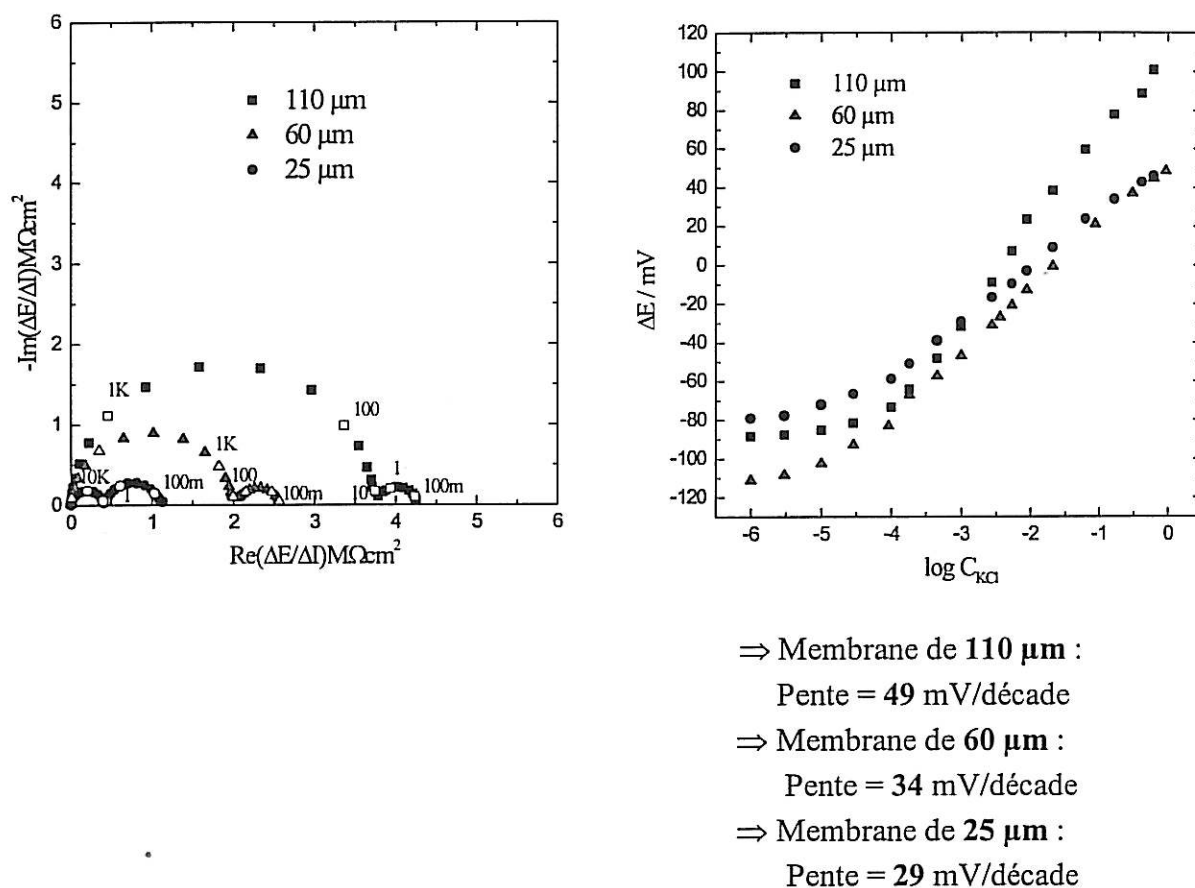 6
5
4
3
2
1
0
0 1 2 3 4 5 6
-Im(ΔE/ΔI)MΩcm²
Re(ΔE/ΔI)MΩcm²
110 µm
60 µm
25 µm
1K
100
1K
10K
100
1
100m
100m
10
1
100m
120
100
80
60
40
20
0
-20
-40
-60
-80
-100
-120
-6 -5 -4 -3 -2 -1 0
ΔE / mV
log C_KCl
110 µm
60 µm
25 µm
⇒ Membrane de 110 µm :
Pente = 49 mV/décade
⇒ Membrane de 60 µm :
Pente = 34 mV/décade
⇒ Membrane de 25 µm :
Pente = 29 mV/décade